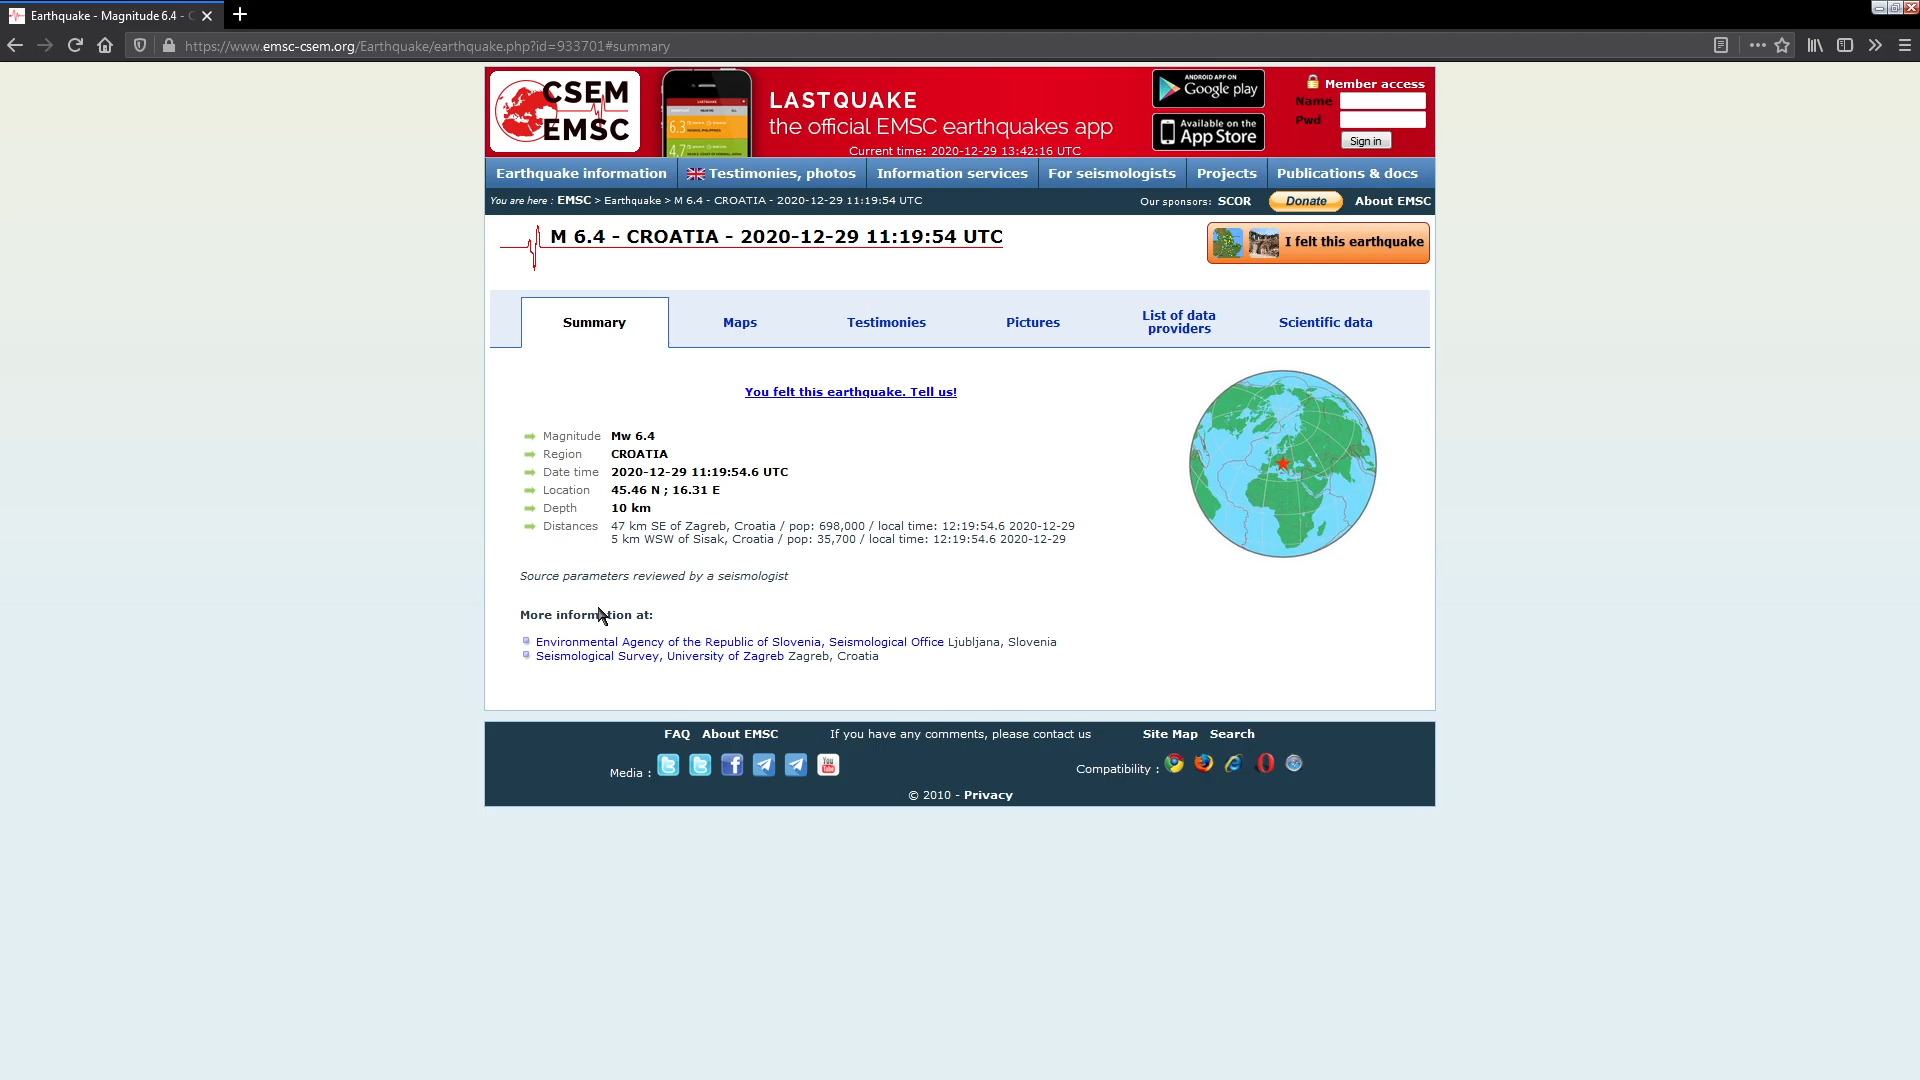 Earthquake - Magnitude 6.4 -
https://www.emsc-csem.org/Earthquake/earthquake.php?id=933701#summary
CSEM
EMSC
LASTQUAKE
the official EMSC earthquakes app
Current time: 2020-12-29 13:42:16 UTC
6.3
4.7
ANDROID APP ON
Google play
Available on the
App Store
Member access
Name
Pwd
Sign in
Earthquake information Testimonies, photos Information services For seismologists Projects Publications & docs
You are here : EMSC > Earthquake > M 6.4 - CROATIA - 2020-12-29 11:19:54 UTC
Our sponsors: SCOR Donate About EMSC
M 6.4 - CROATIA - 2020-12-29 11:19:54 UTC
I felt this earthquake
Summary
Maps
Testimonies
Pictures
List of data
providers
Scientific data
You felt this earthquake. Tell us!
Magnitude Mw 6.4
Region CROATIA
Date time 2020-12-29 11:19:54.6 UTC
Location 45.46 N ; 16.31 E
Depth 10 km
Distances 47 km SE of Zagreb, Croatia / pop: 698,000 / local time: 12:19:54.6 2020-12-29
5 km WSW of Sisak, Croatia / pop: 35,700 / local time: 12:19:54.6 2020-12-29
Source parameters reviewed by a seismologist
More information at:
Environmental Agency of the Republic of Slovenia, Seismological Office Ljubljana, Slovenia
Seismological Survey, University of Zagreb Zagreb, Croatia
FAQ About EMSC If you have any comments, please contact us Site Map Search
Media :
You
Tube
Compatibility :
© 2010 - Privacy